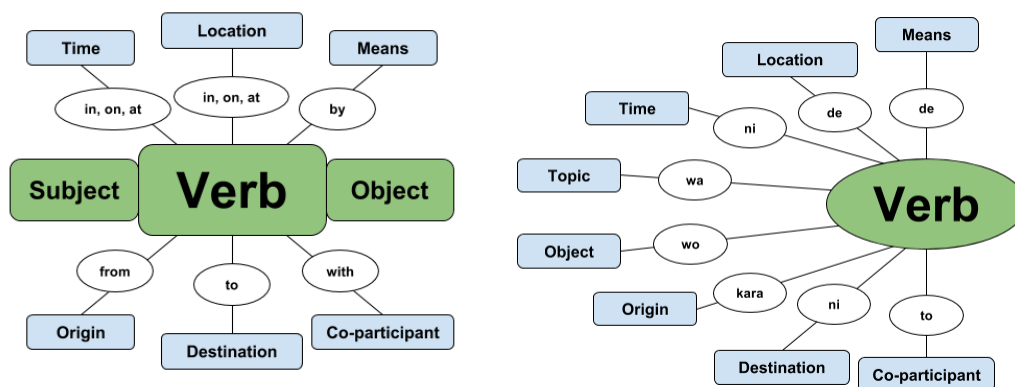 Time
Location
Means
in, on, at
in, on, at
by
Subject
Verb
Object
from
to
with
Origin
Destination
Co-participant
Means
Location
Time
de
de
ni
Topic
wa
Verb
Object
wo
kara
Origin
ni
to
Destination
Co-participant